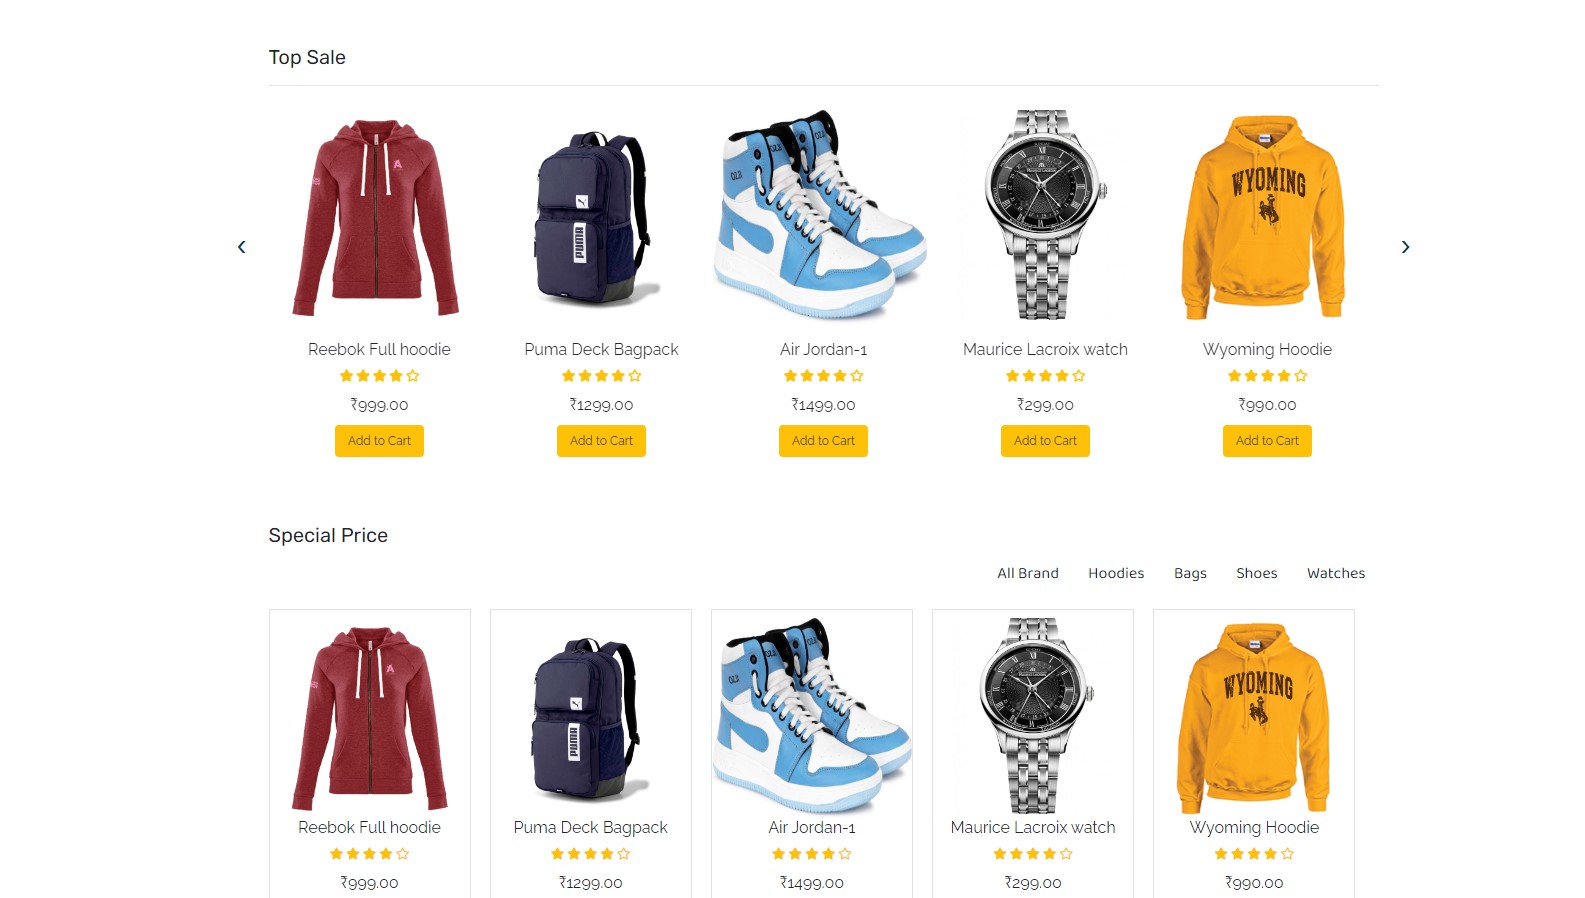 Top Sale
PUMA
OZJI
WYOMING
‹
›
Reebok Full hoodie
Puma Deck Bagpack
Air Jordan-1
Maurice Lacroix watch
Wyoming Hoodie
₹999.00
₹1299.00
₹1499.00
₹299.00
₹990.00
Add to Cart
Add to Cart
Add to Cart
Add to Cart
Add to Cart
Special Price
All Brand
Hoodies
Bags
Shoes
Watches
PUMA
WYOMING
Reebok Full hoodie
Puma Deck Bagpack
Air Jordan-1
Maurice Lacroix watch
Wyoming Hoodie
₹999.00
₹1299.00
₹1499.00
₹299.00
₹990.00